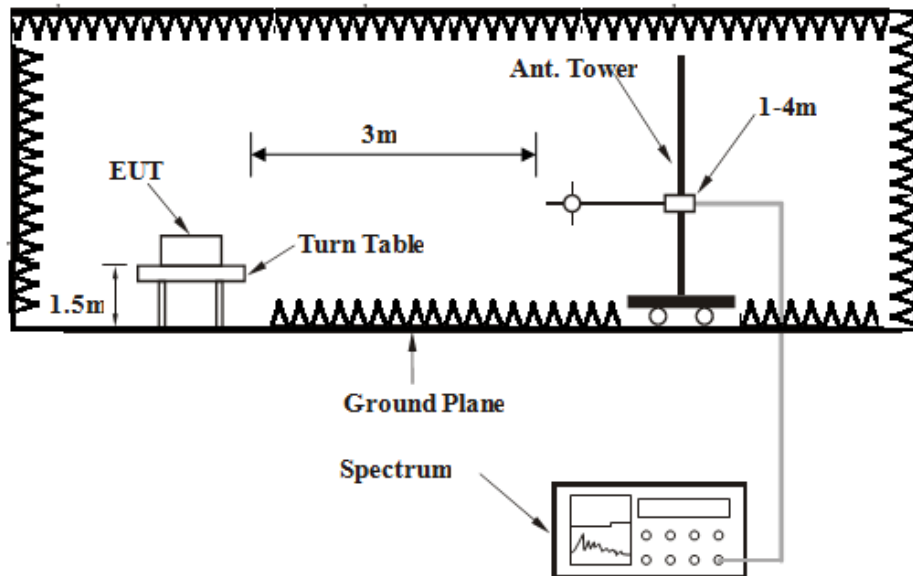 Ant. Tower
1-4m
3m
EUT
Turn Table
1.5m
Ground Plane
Spectrum